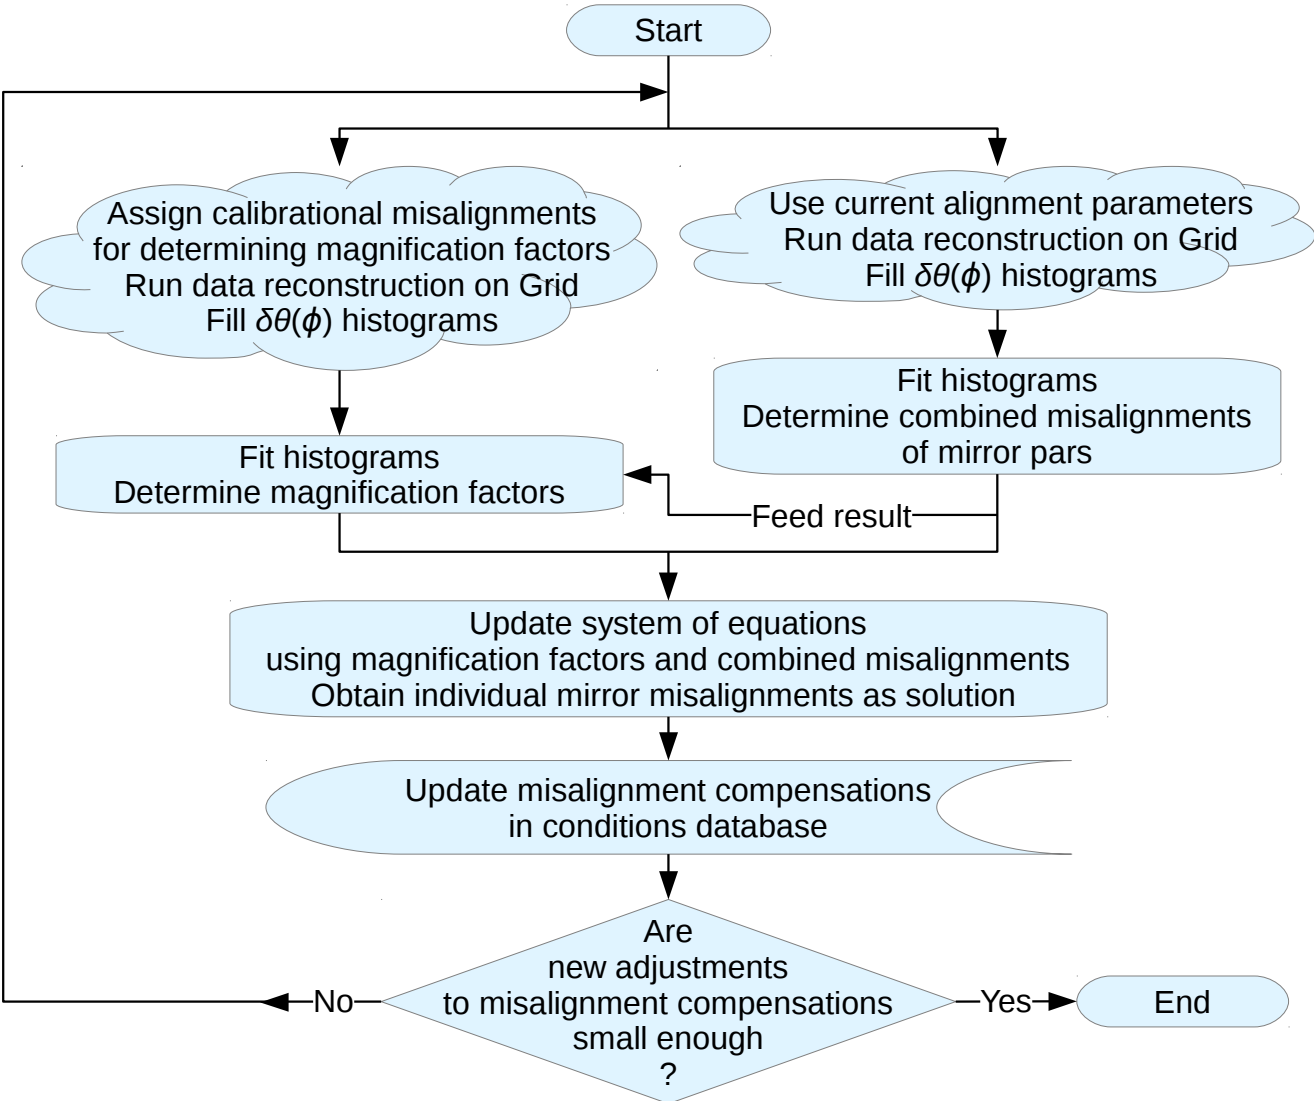 Start
Assign calibrational misalignments
for determining magnification factors
Run data reconstruction on Grid
Fill δθ(ϕ) histograms
Use current alignment parameters
Run data reconstruction on Grid
Fill δθ(ϕ) histograms
Fit histograms
Determine combined misalignments
of mirror pars
Fit histograms
Determine magnification factors
Feed result
Update system of equations
using magnification factors and combined misalignments
Obtain individual mirror misalignments as solution
Update misalignment compensations
in conditions database
Are
new adjustments
to misalignment compensations
small enough
?
No
Yes
End